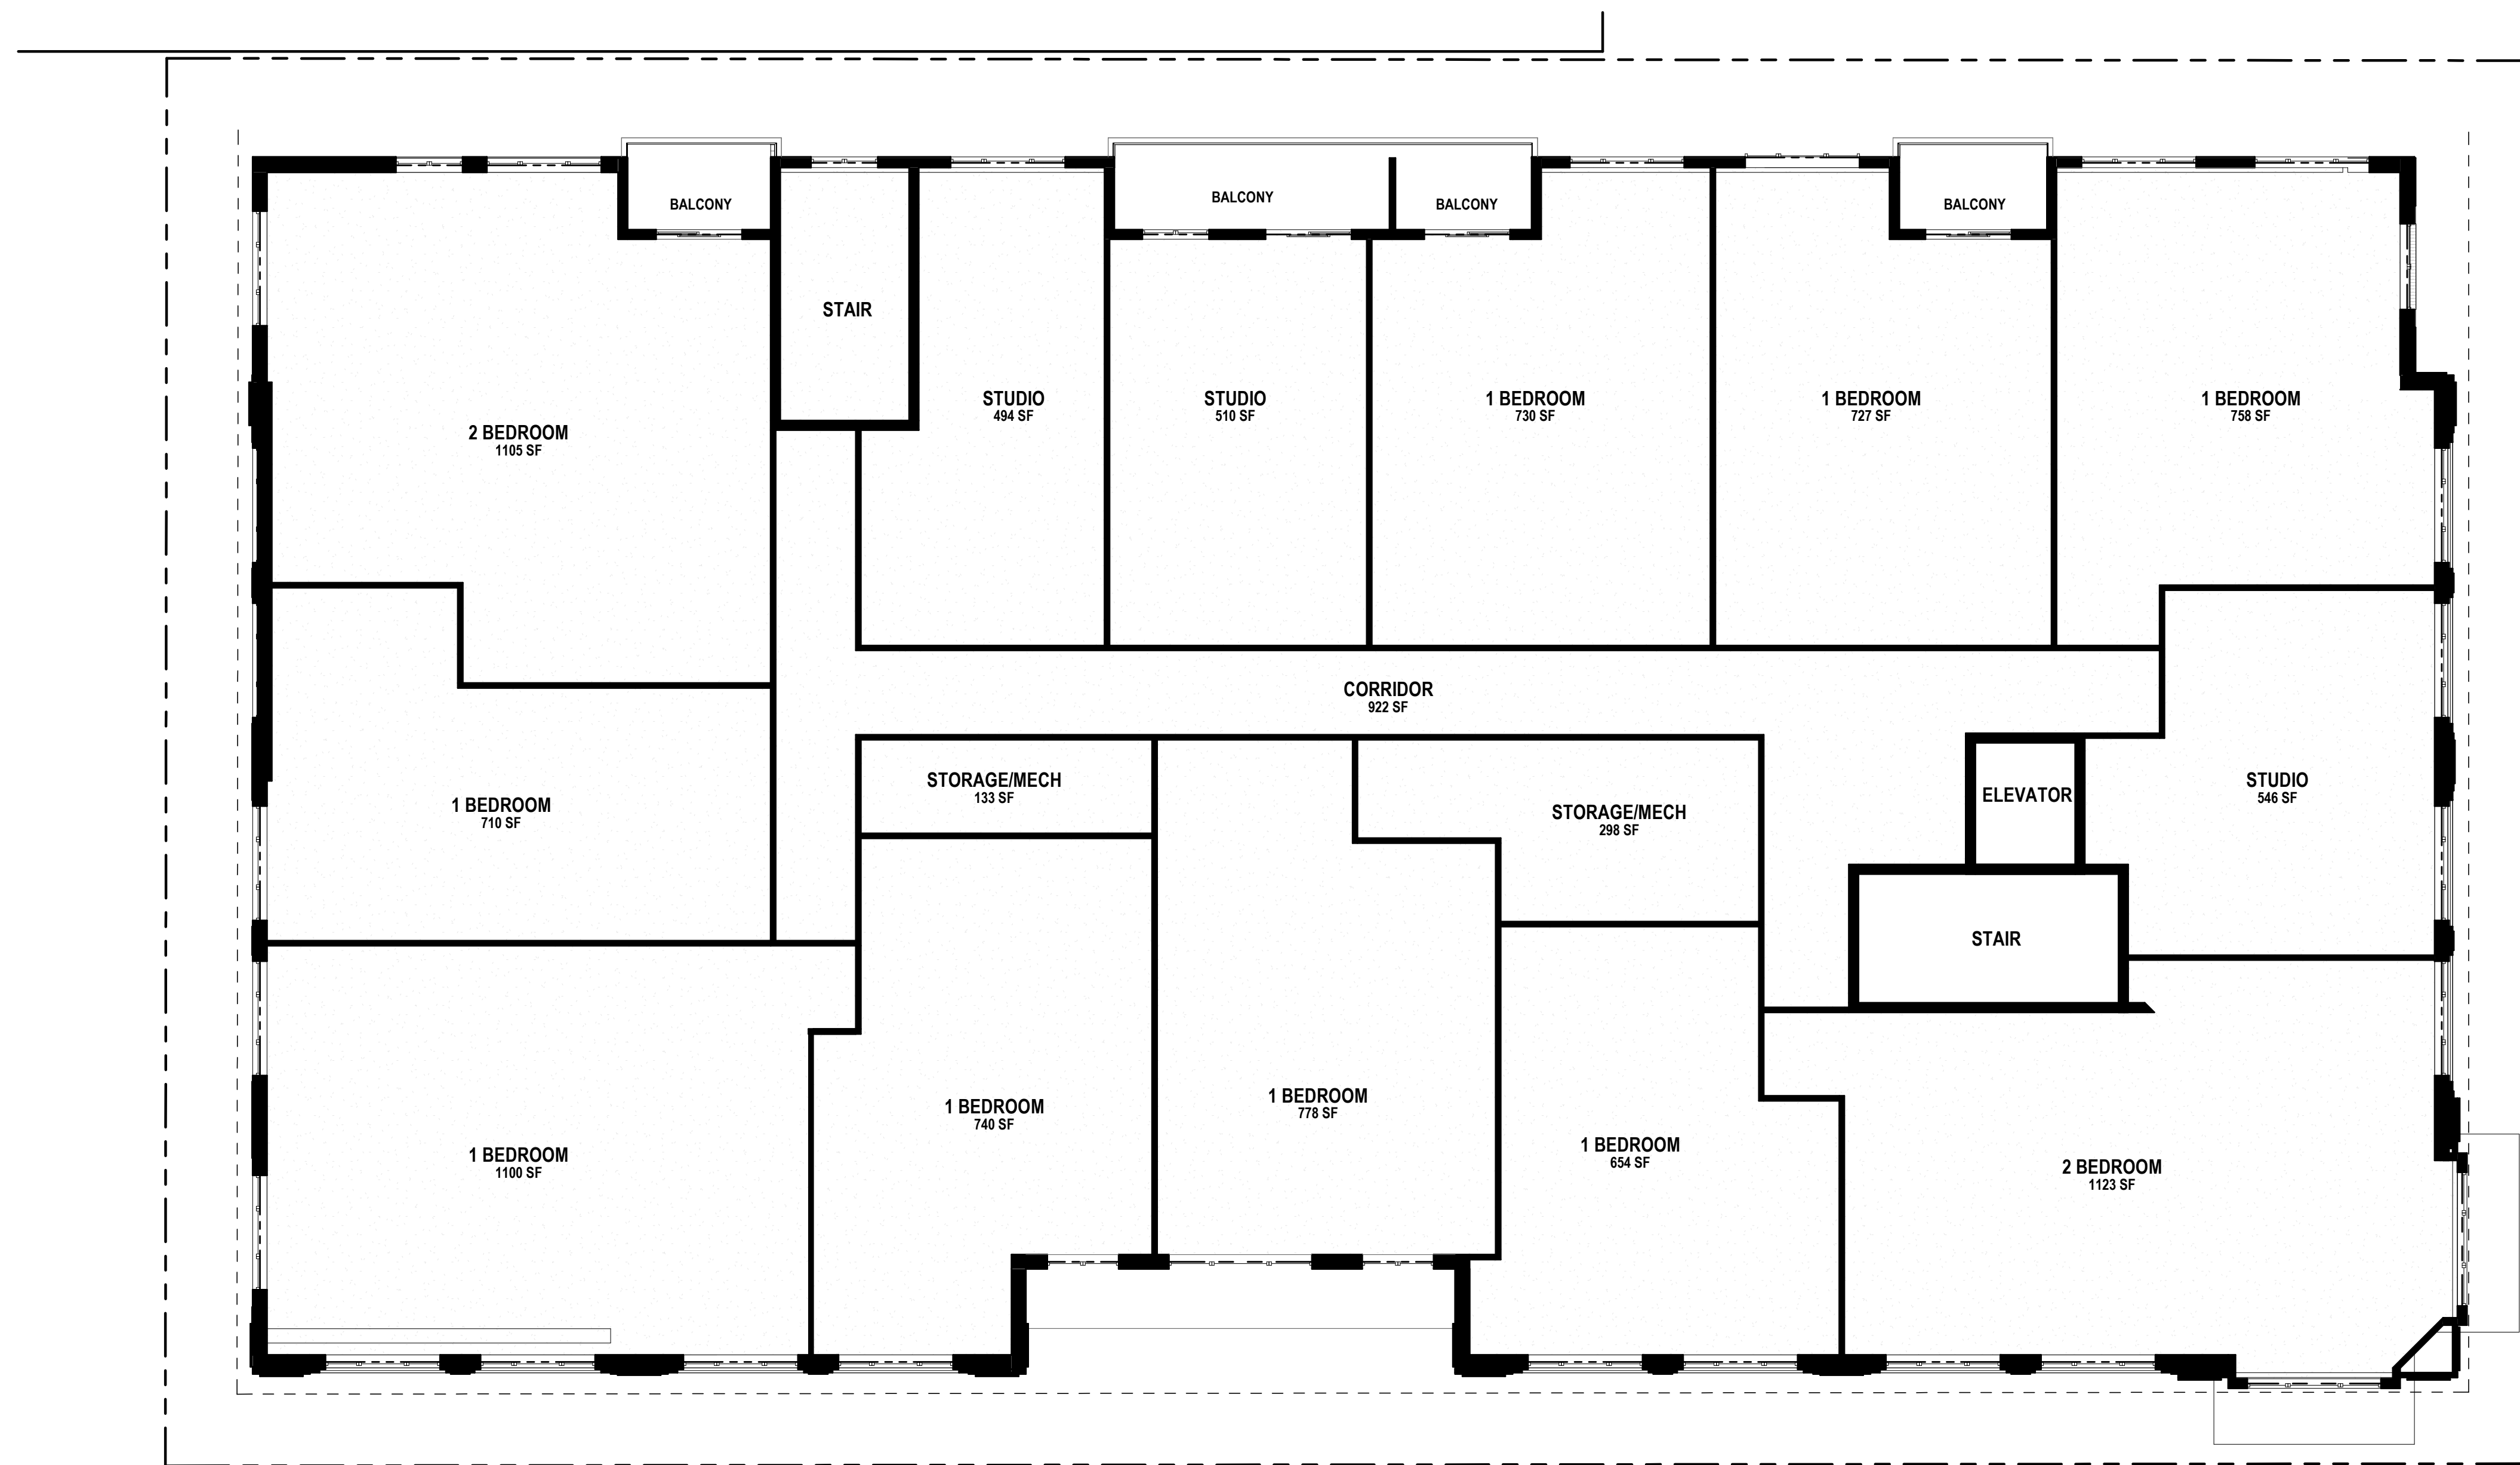 BALCONY
BALCONY
BALCONY
BALCONY
STAIR
STUDIO
494 SF
STUDIO
510 SF
1 BEDROOM
730 SF
1 BEDROOM
727 SF
1 BEDROOM
758 SF
2 BEDROOM
1105 SF
CORRIDOR
922 SF
STORAGE/MECH
133 SF
STORAGE/MECH
298 SF
ELEVATOR
STUDIO
546 SF
1 BEDROOM
710 SF
STAIR
1 BEDROOM
1100 SF
1 BEDROOM
740 SF
1 BEDROOM
778 SF
1 BEDROOM
654 SF
2 BEDROOM
1123 SF